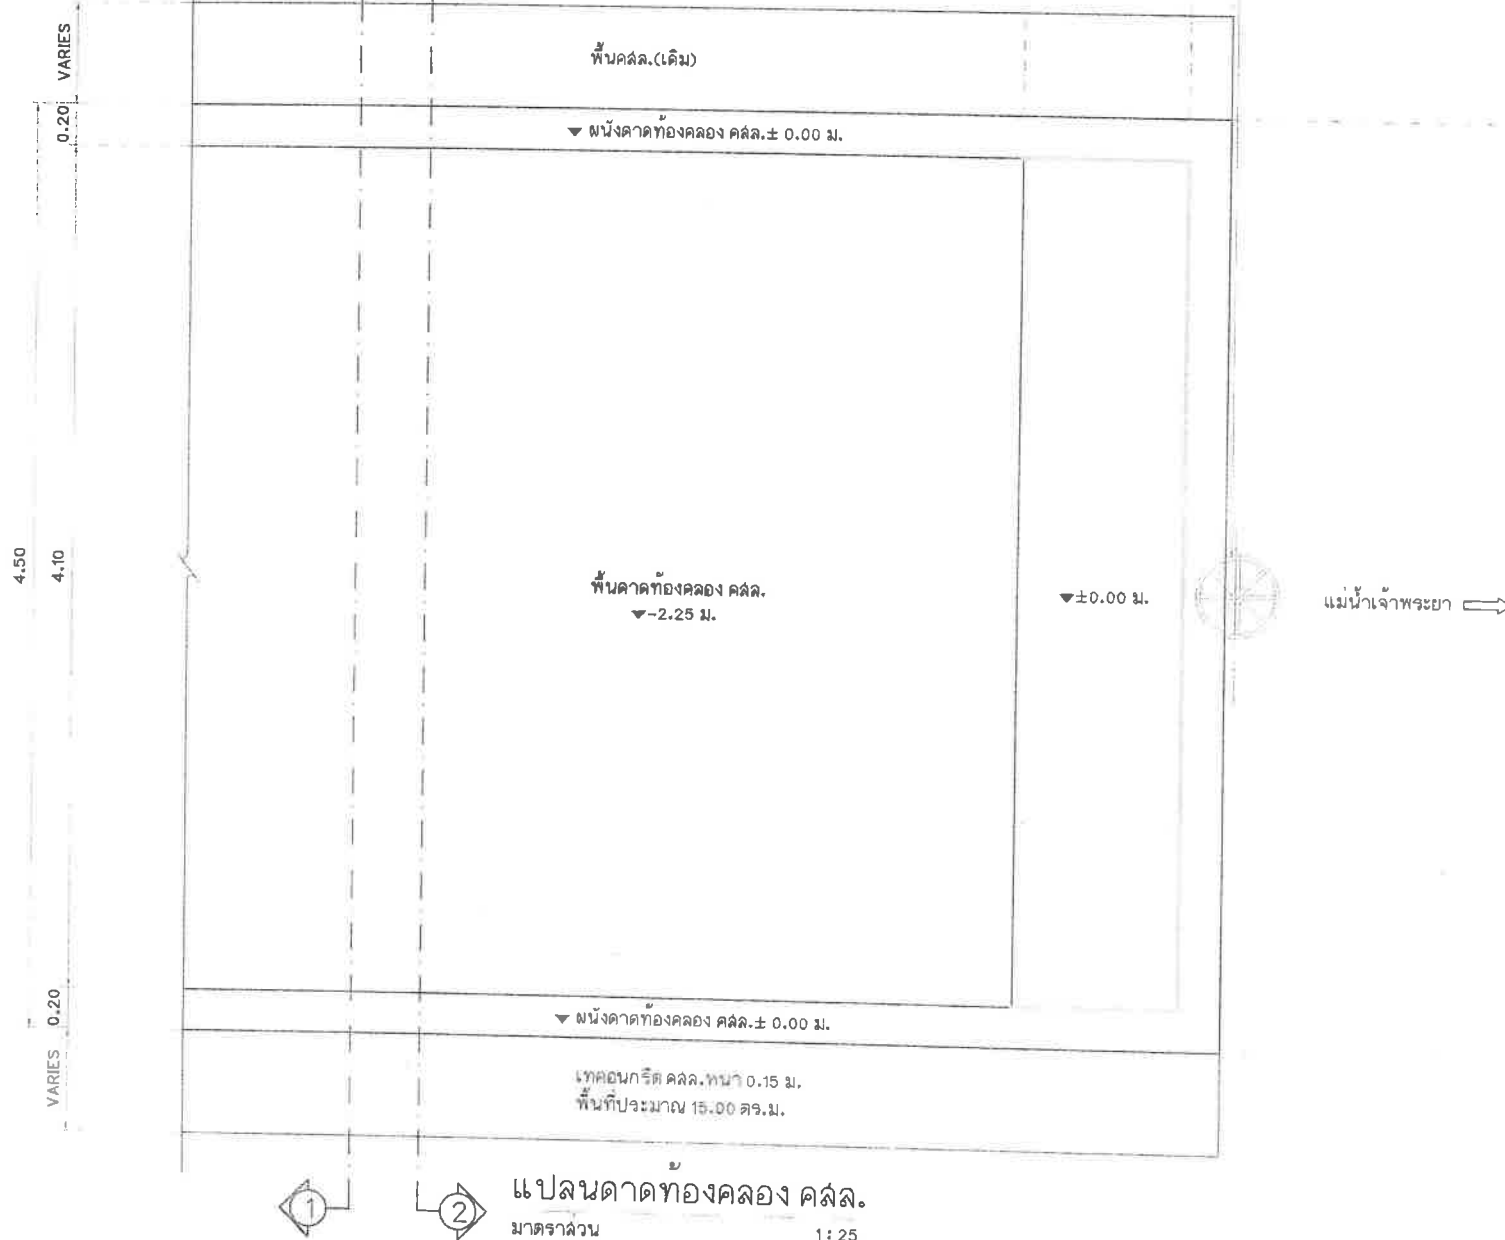 VARIES
พื้นคสล.(เดิม)
0.20
▼ ผนังดาดท้องคลอง คสล.± 0.00 ม.
4.50
4.10
พื้นดาดท้องคลอง คสล.
▼-2.25 ม.
▼±0.00 ม.
แม่น้ำเจ้าพระยา
0.20
▼ ผนังดาดท้องคลอง คสล.± 0.00 ม.
VARIES
เทคอนกรีต คสล.หนา 0.15 ม.
พื้นที่ประมาณ 15.00 ตร.ม.
1
2
แปลนดาดท้องคลอง คสล.
มาตราส่วน 1:25